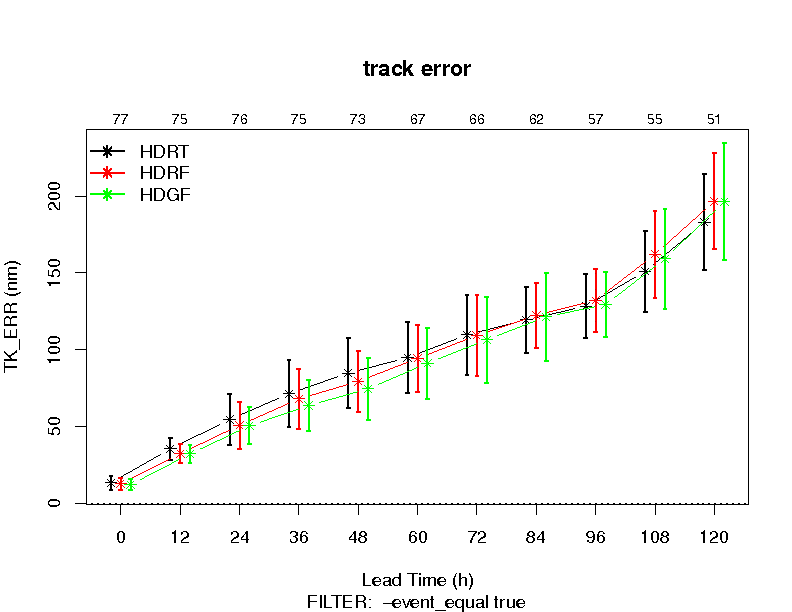 track error
77 75 76 75 73 67 66 62 57 55 51
HDRT
HDRF
HDGF
TK_ERR (nm)
200
150
100
50
0
0 12 24 36 48 60 72 84 96 108 120
Lead Time (h)
FILTER: −event_equal true